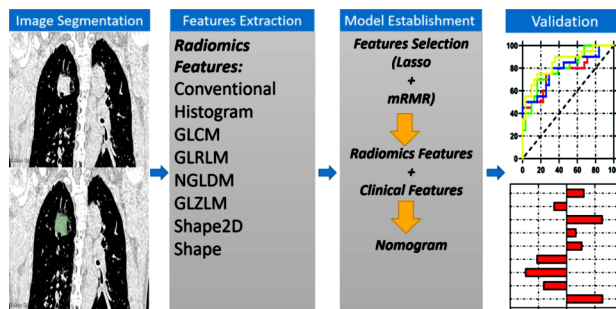 Image Segmentation
Features Extraction
Radiomics
Features:
Conventional
Histogram
GLCM
GLRLM
NGLDM
GLZLM
Shape2D
Shape
Model Establishment
Features Selection
(Lasso
+
mRMR)
Radiomics Features
+
Clinical Features
Nomogram
Validation
100
80
60
40
20
0
0 20 40 60 80 100